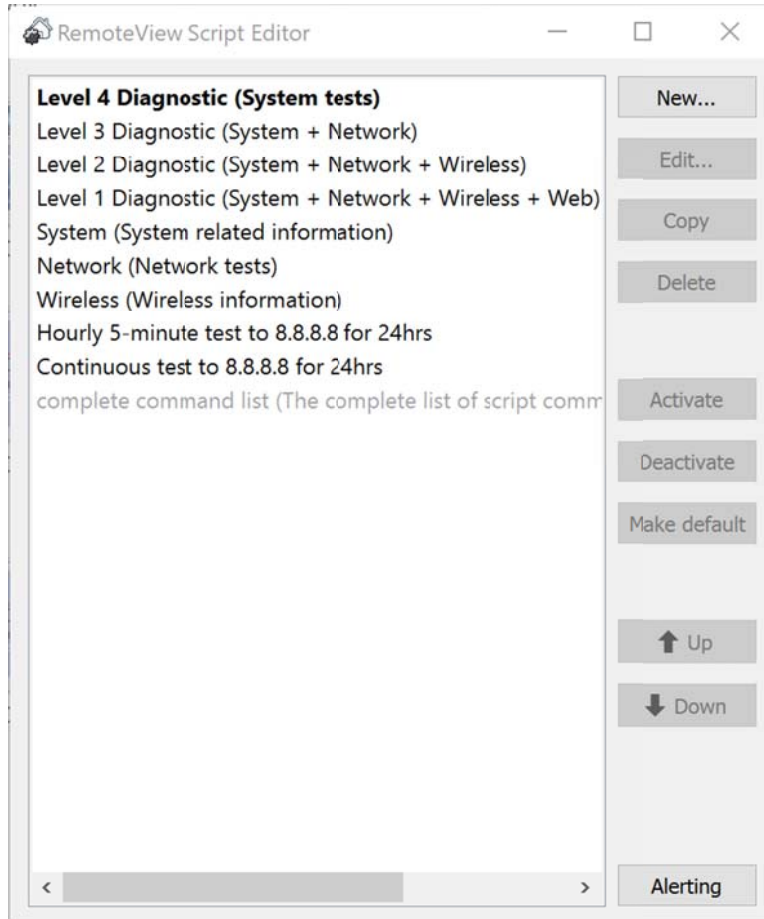 RemoteView Script Editor
Level 4 Diagnostic (System tests)
Level 3 Diagnostic (System + Network)
Level 2 Diagnostic (System + Network + Wireless)
Level 1 Diagnostic (System + Network + Wireless + Web)
System (System related information)
Network (Network tests)
Wireless (Wireless information)
Hourly 5-minute test to 8.8.8.8 for 24hrs
Continuous test to 8.8.8.8 for 24hrs
complete command list (The complete list of script comm
New...
Edit...
Copy
Delete
Activate
Deactivate
Make default
Up
Down
Alerting